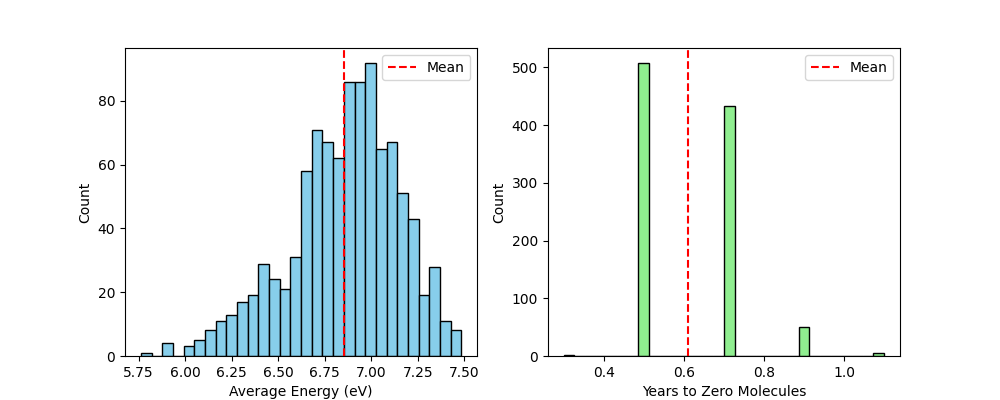 Mean
80
60
40
20
0
Count
5.75 6.00 6.25 6.50 6.75 7.00 7.25 7.50
Average Energy (eV)
Mean
500
400
300
200
100
0
Count
0.4 0.6 0.8 1.0
Years to Zero Molecules